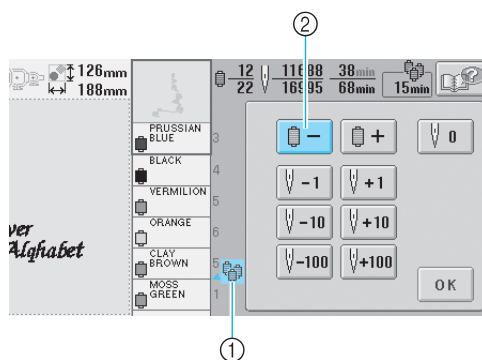 ②
126mm
188mm
12
22
11688
16995
38min
68min
15min
PRUSSIAN
BLUE
3
BLACK
4
VERMILION
5
ORANGE
6
CLAY
BROWN
5
MOSS
GREEN
1
ver
Alphabet
−
+
0
−1
+1
−10
+10
−100
+100
OK
①